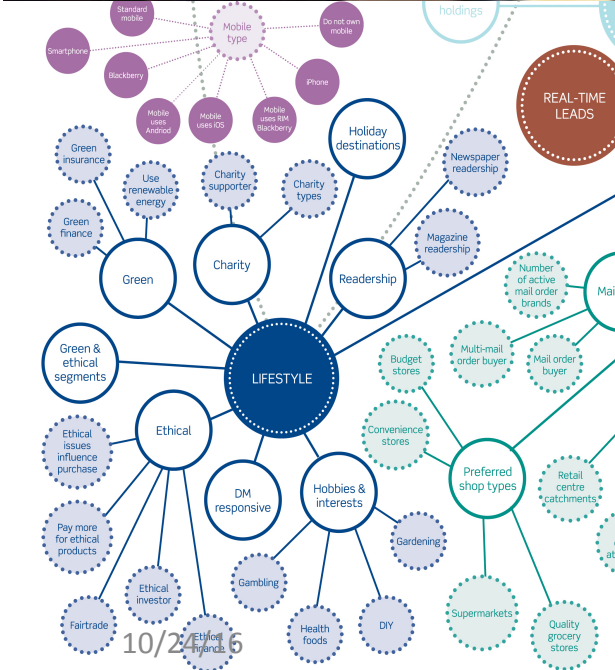 Standard
mobile
Mobile
type
Do not own
mobile
holdings
Smartphone
Blackberry
iPhone
Mobile
uses
Andriod
Mobile
uses iOS
Mobile
uses RIM
Blackberry
REAL-TIME
LEADS
Holiday
destinations
Green
insurance
Use
renewable
energy
Charity
supporter
Charity
types
Newspaper
readership
Green
finance
Magazine
readership
Green
Charity
Readership
Number
of active
mail order
brands
Mai
Green &
ethical
segments
LIFESTYLE
Budget
stores
Multi-mail
order buyer
Mail order
buyer
Ethical
Convenience
stores
Ethical
issues
influence
purchase
DM
responsive
Hobbies &
interests
Preferred
shop types
Retail
centre
catchments
Pay more
for ethical
products
Gardening
at
Ethical
investor
Gambling
Fairtrade
Ethical
finance
10/24/16
Health
foods
DIY
Supermarkets
Quality
grocery
stores